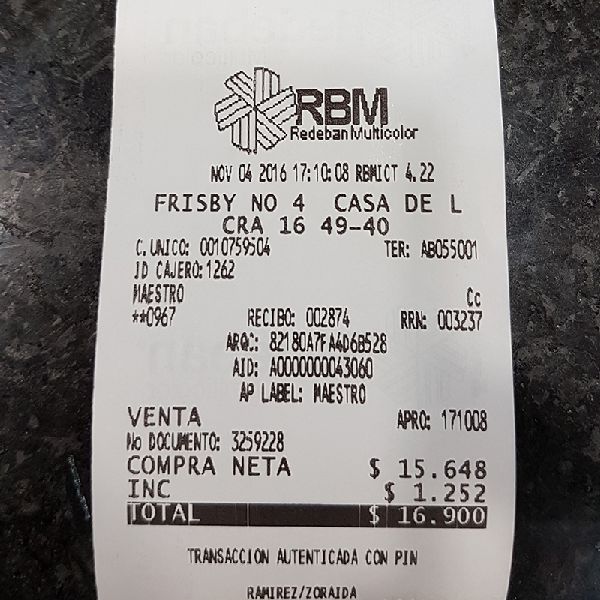 RBM
Redeban Multicolor
NOV 04 2016 17:10:08 RBMICT 4.22
FRISBY NO 4 CASA DE L
CRA 16 49-40
C. UNICO: 0010759504 TER: AB055001
ID CAJERO:1262
MAESTRO Cc
**0967 RECIBO: 002874 RRN: 003237
ARQC: 82180A7FA4D6B528
AID: A0000000043060
AP LABEL: MAESTRO
VENTA APRO: 171008
No DOCUMENTO: 3259228
COMPRA NETA $ 15.648
INC $ 1.252
TOTAL $ 16.900
TRANSACCION AUTENTICADA CON PIN
RAMIREZ/ZORAIDA